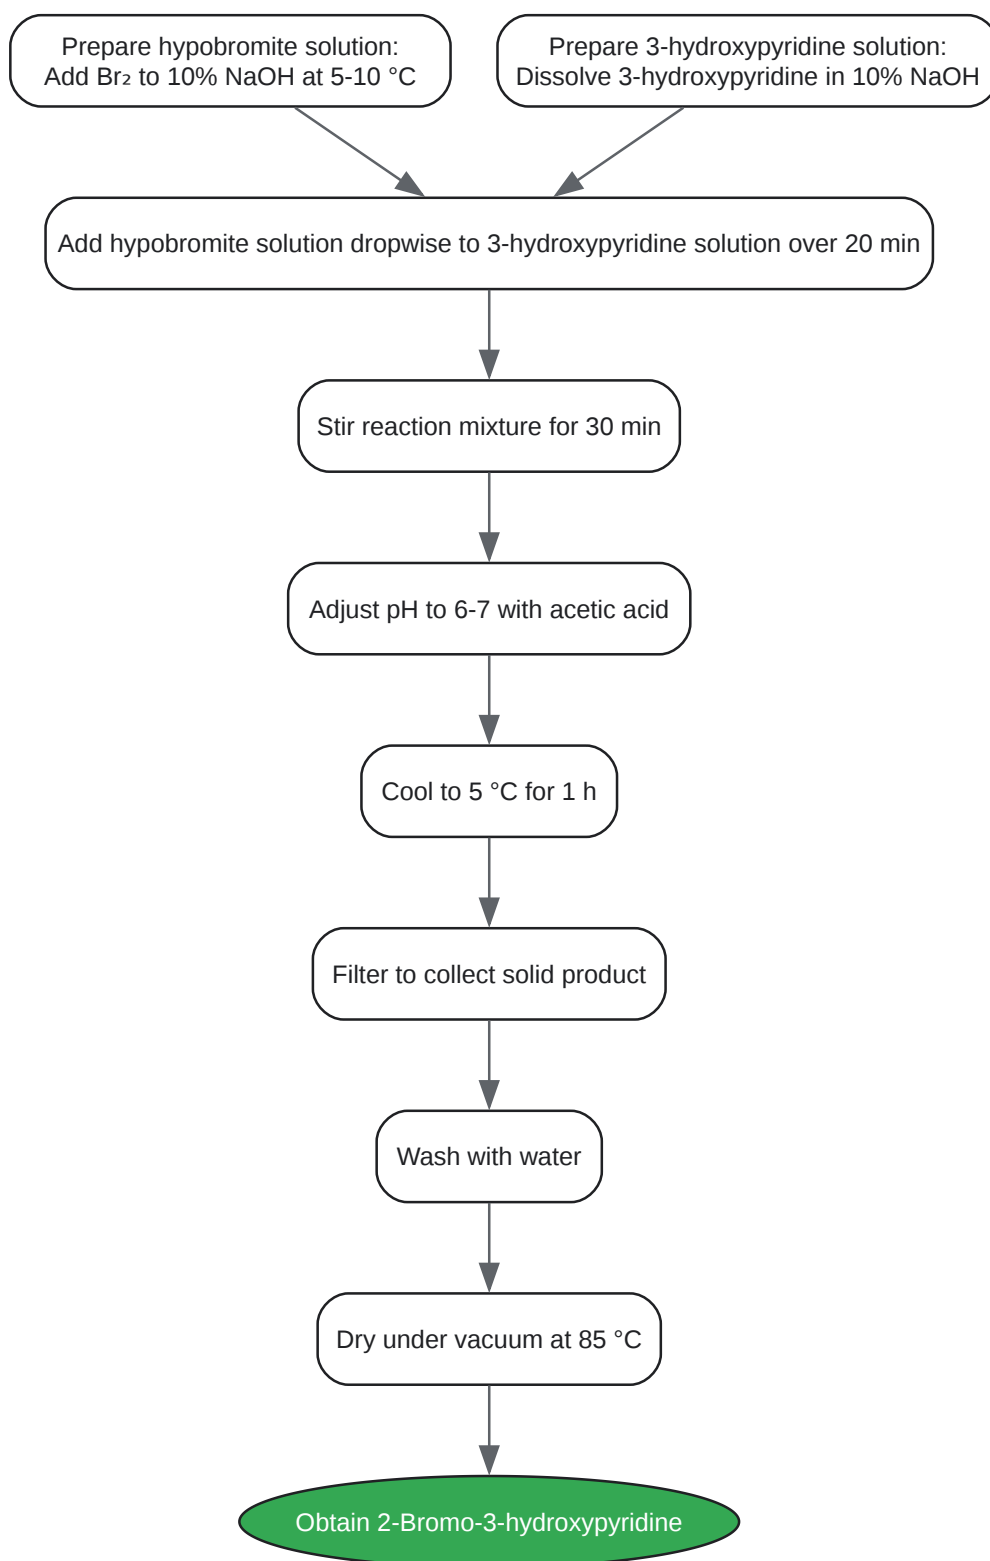 Prepare hypobromite solution:
Add Br₂ to 10% NaOH at 5-10 °C
Prepare 3-hydroxypyridine solution:
Dissolve 3-hydroxypyridine in 10% NaOH
Add hypobromite solution dropwise to 3-hydroxypyridine solution over 20 min
Stir reaction mixture for 30 min
Adjust pH to 6-7 with acetic acid
Cool to 5 °C for 1 h
Filter to collect solid product
Wash with water
Dry under vacuum at 85 °C
Obtain 2-Bromo-3-hydroxypyridine